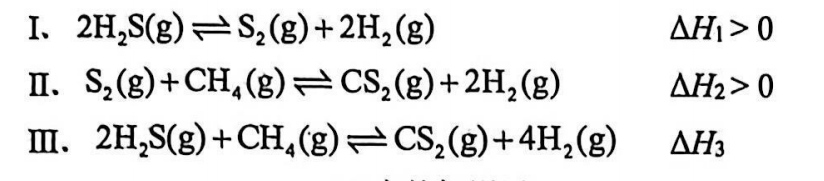 I、2H₂S(g)⇌S₂(g)+2H₂(g) ΔH₁>0
II．S₂(g)+CH₄(g)⇌CS₂(g)+2H₂(g) ΔH₂>0
III．2H₂S(g)+CH₄(g)⇌CS₂(g)+4H₂(g) ΔH₃